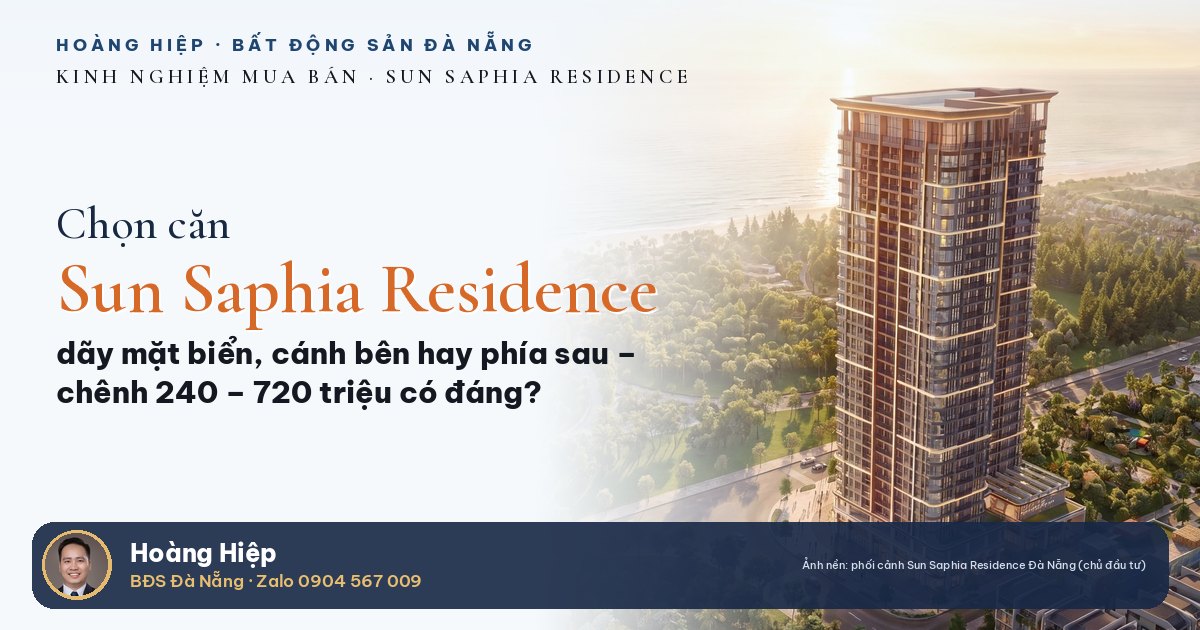 HOÀNG HIỆP · BẤT ĐỘNG SẢN ĐÀ NẴNG
KINH NGHIỆM MUA BÁN · SUN SAPHIA RESIDENCE
Chọn căn
Sun Saphia Residence
dãy mặt biển, cánh bên hay phía sau –
chênh 240 – 720 triệu có đáng?
Hoàng Hiệp
BĐS Đà Nẵng · Zalo 0904 567 009
Ảnh nền: phối cảnh Sun Saphia Residence Đà Nẵng (chủ đầu tư)